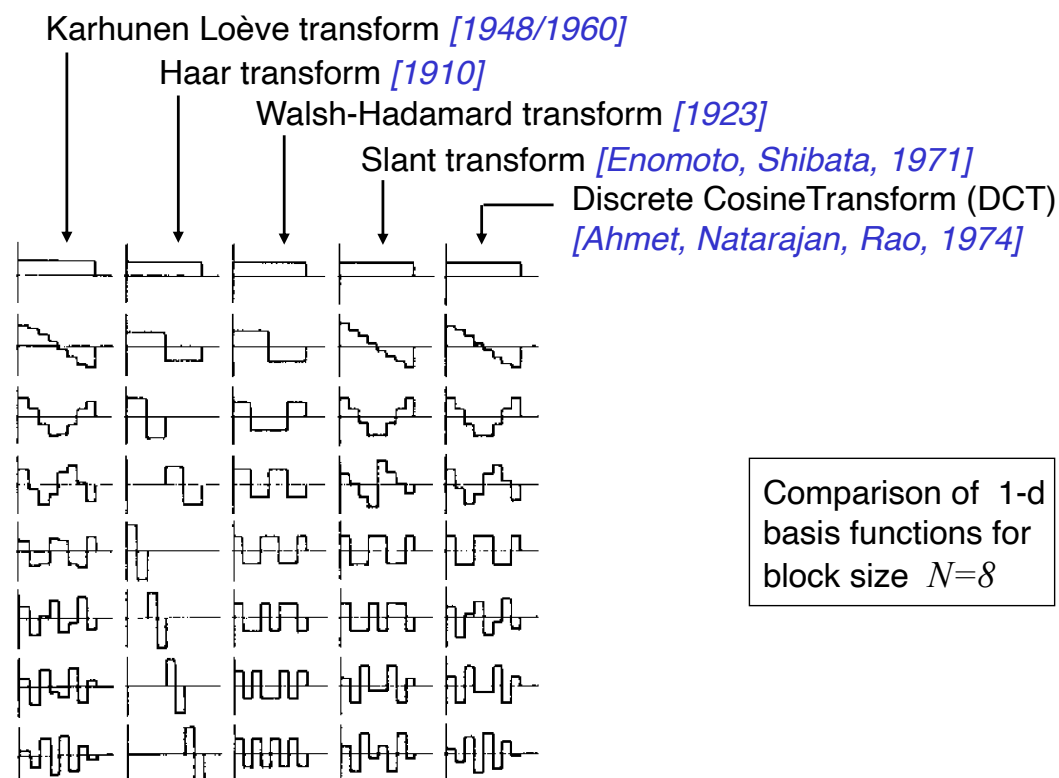 Karhunen Loève transform [1948/1960]
Haar transform [1910]
Walsh-Hadamard transform [1923]
Slant transform [Enomoto, Shibata, 1971]
Discrete CosineTransform (DCT)
[Ahmet, Natarajan, Rao, 1974]
Comparison of 1-d
basis functions for
block size N=8